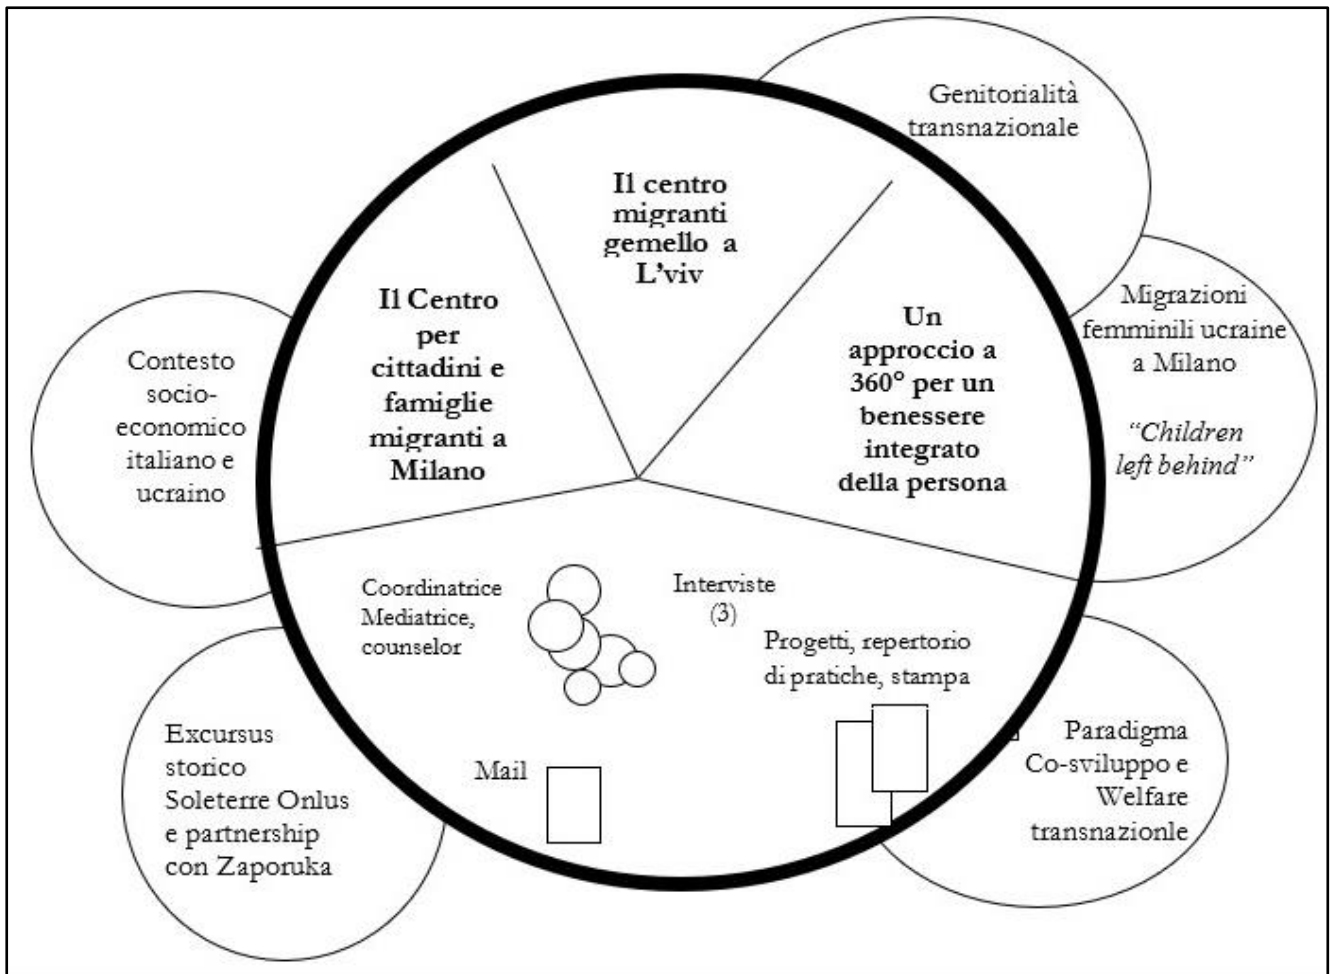 Genitorialità
transnazionale
Il centro
migranti
gemello a
L'viv
Migrazioni
femminili ucraine
a Milano
“Children
left behind”
Il Centro
per
cittadini e
famiglie
migranti a
Milano
Un
approccio a
360° per un
benessere
integrato
della persona
Contesto
socio-
economico
italiano e
ucraino
Coordinatrice
Mediatrice,
counselor
Interviste
(3)
Progetti, repertorio
di pratiche, stampa
Mail
Excursus
storico
Soleterre Onlus
e partnership
con Zaporuka
Paradigma
Co-sviluppo e
Welfare
transnazionle